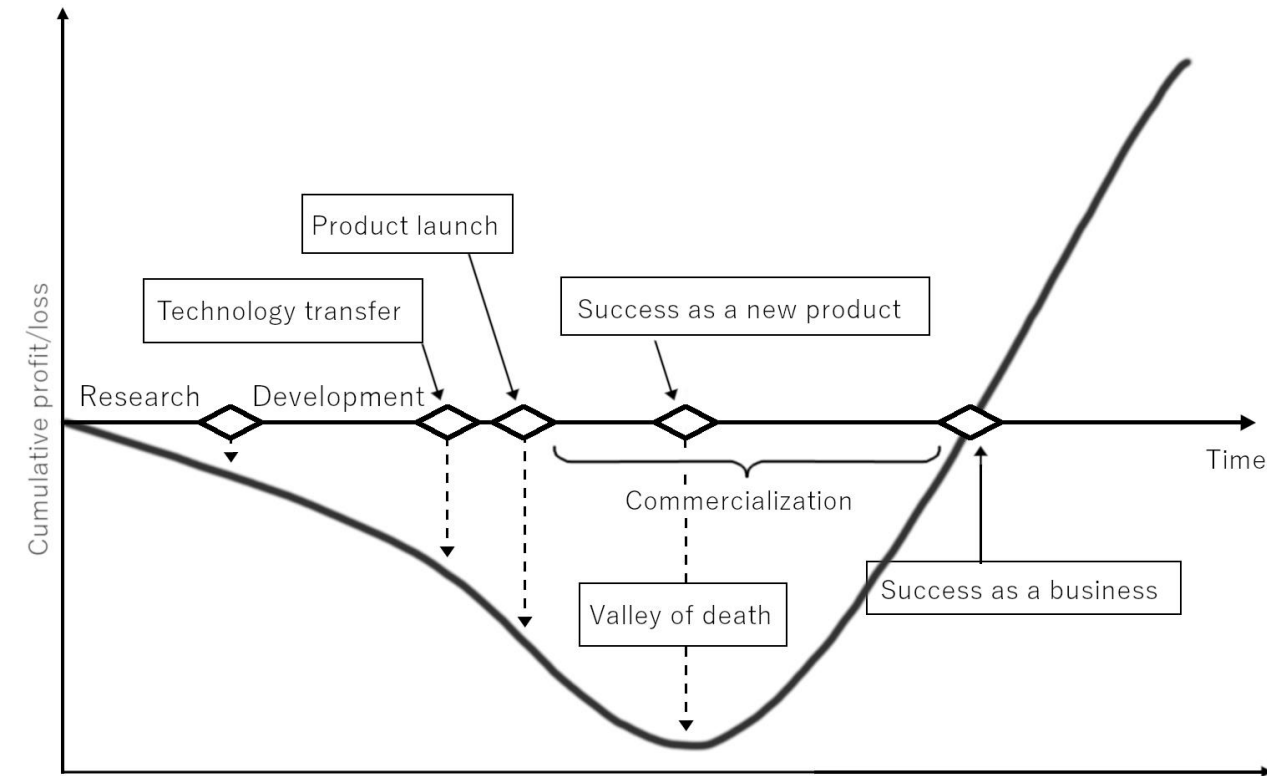 Product launch
Technology transfer
Success as a new product
Research
Development
Cumulative profit/loss
Time
Commercialization
Success as a business
Valley of death